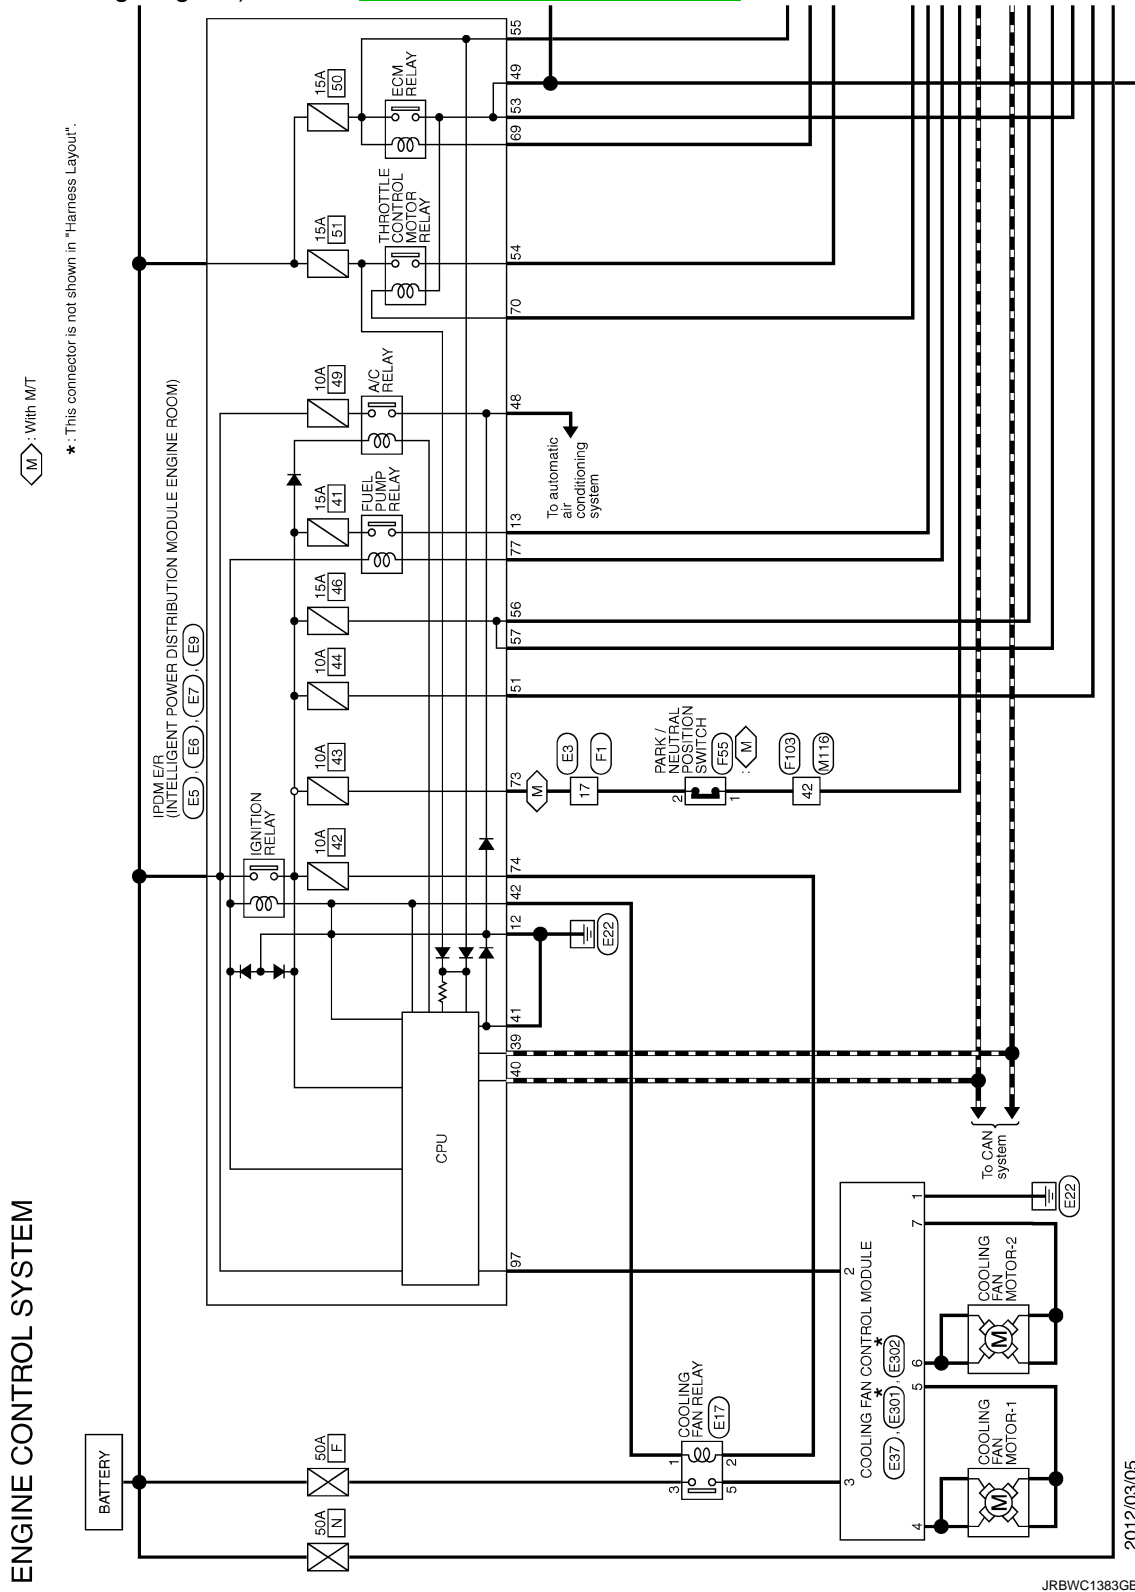 ENGINE CONTROL SYSTEM
M : With M/T
* : This connector is not shown in "Harness Layout".
BATTERY
50A
N
50A
F
IPDM E/R
(INTELLIGENT POWER DISTRIBUTION MODULE ENGINE ROOM)
E5 , E6 , E7 , E9
IGNITION
RELAY
10A
42
10A
43
10A
44
15A
46
15A
41
10A
49
15A
51
15A
50
FUEL
PUMP
RELAY
A/C
RELAY
THROTTLE
CONTROL
MOTOR
RELAY
ECM
RELAY
CPU
97
40
39
41
12
42
74
73
51
57
56
77
13
48
70
54
69
53
49
55
E22
M
17
E3
F1
PARK /
NEUTRAL
POSITION
SWITCH
F55
: M
2
1
42
F103
M116
To automatic
air
conditioning
system
COOLING
FAN RELAY
E17
3
1
5
2
COOLING FAN CONTROL MODULE
E37 , E301 * , E302 *
3
2
4
5
6
7
1
COOLING
FAN
MOTOR-1
M
COOLING
FAN
MOTOR-2
M
E22
To CAN
system
2012/03/05